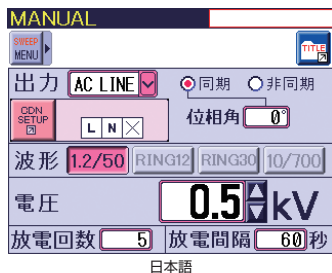 MANUAL
SWEEP
MENU
TITLE
出力 AC LINE 同期 非同期
CDN
SETUP
L N
位相角 0°
波形 1.2/50 RING12 RING30 10/700
電圧 0.5 kV
放電回数 5 放電間隔 60 秒
日本語